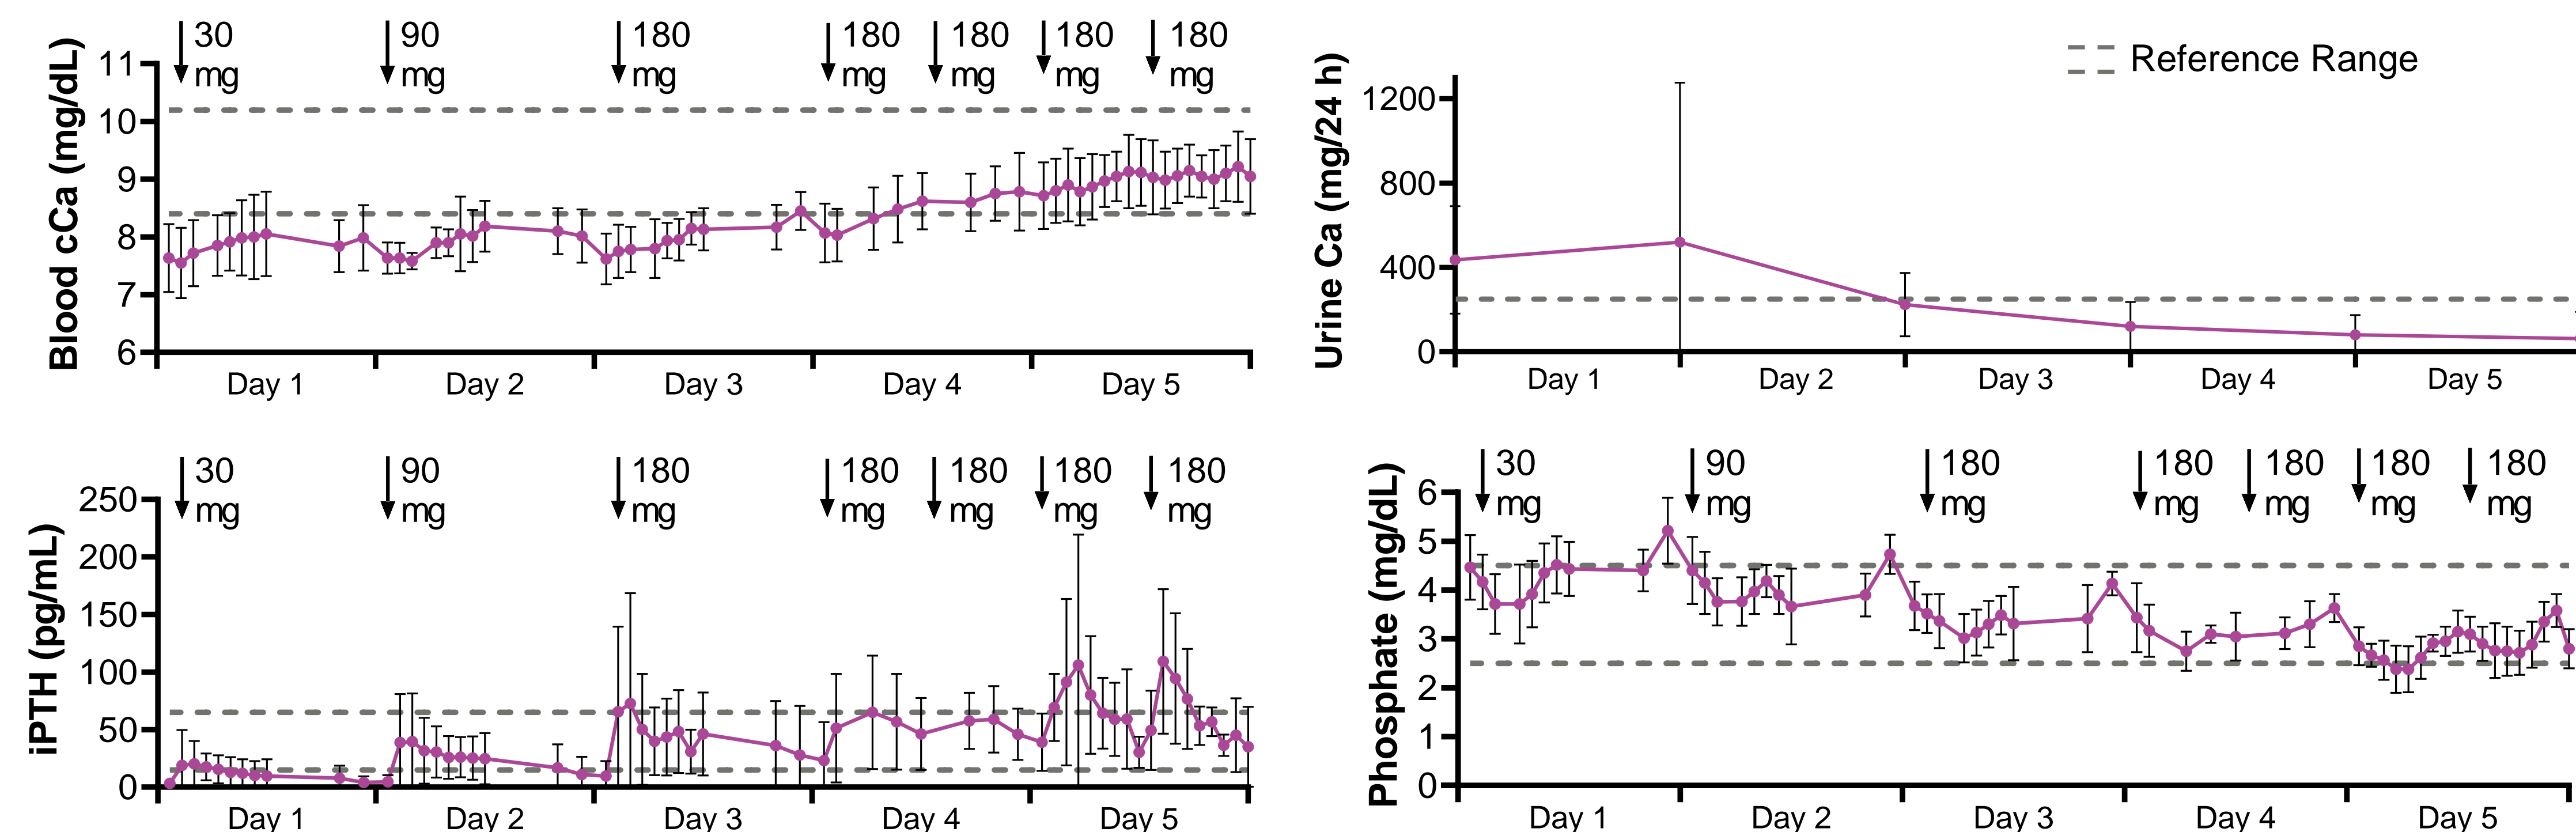 30 90 180 180 180 180 180
mg mg mg mg mg mg mg
Blood cCa (mg/dL)
11
10
9
8
7
6
Day 1 Day 2 Day 3 Day 4 Day 5
Reference Range
Urine Ca (mg/24 h)
1200
800
400
0
Day 1 Day 2 Day 3 Day 4 Day 5
30 90 180 180 180 180 180
mg mg mg mg mg mg mg
iPTH (pg/mL)
250
200
150
100
50
0
Day 1 Day 2 Day 3 Day 4 Day 5
30 90 180 180 180 180 180
mg mg mg mg mg mg mg
Phosphate (mg/dL)
6
5
4
3
2
1
0
Day 1 Day 2 Day 3 Day 4 Day 5